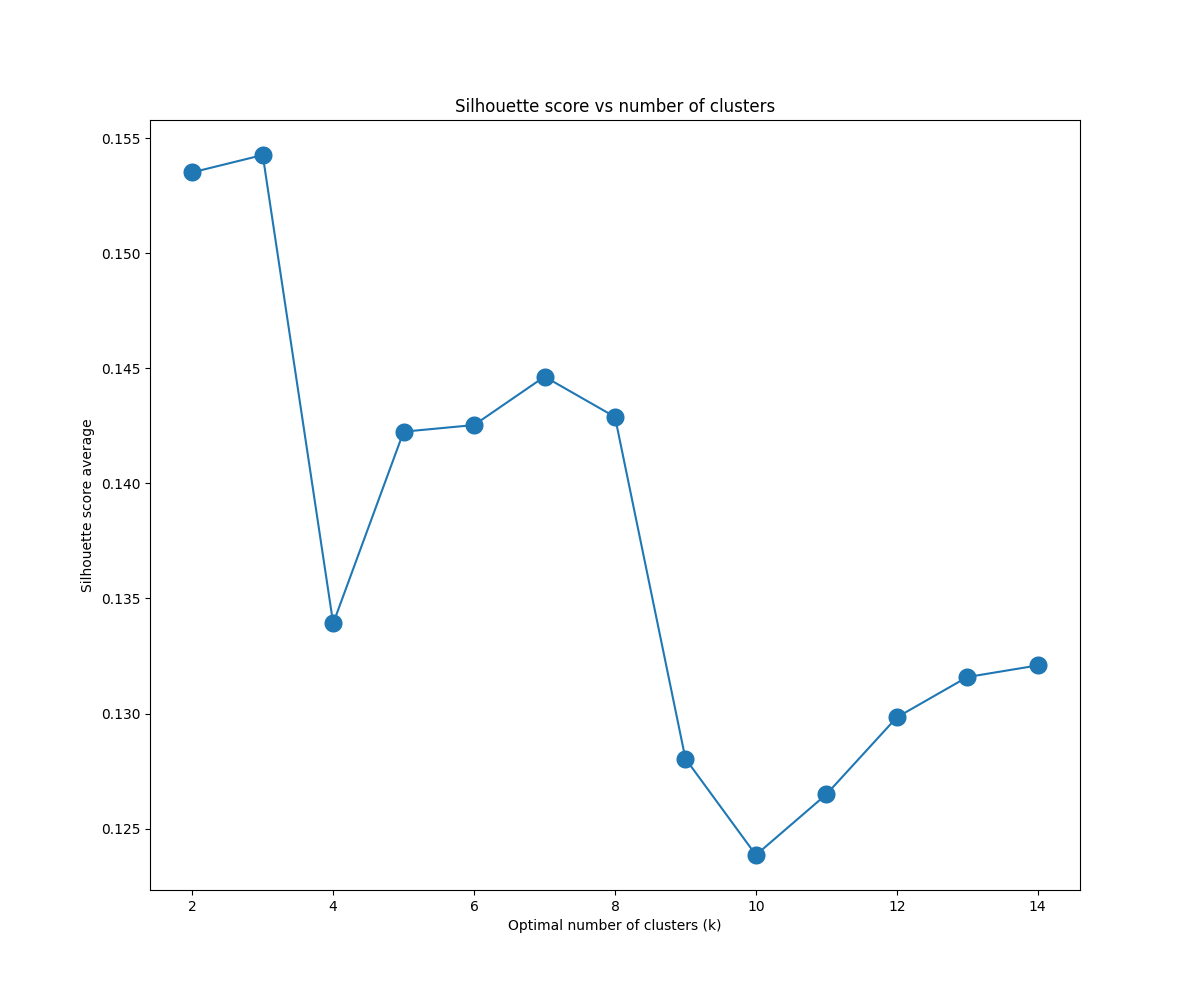 Silhouette score vs number of clusters
0.155
0.150
0.145
0.140
0.135
0.130
0.125
Silhouette score average
2 4 6 8 10 12 14
Optimal number of clusters (k)